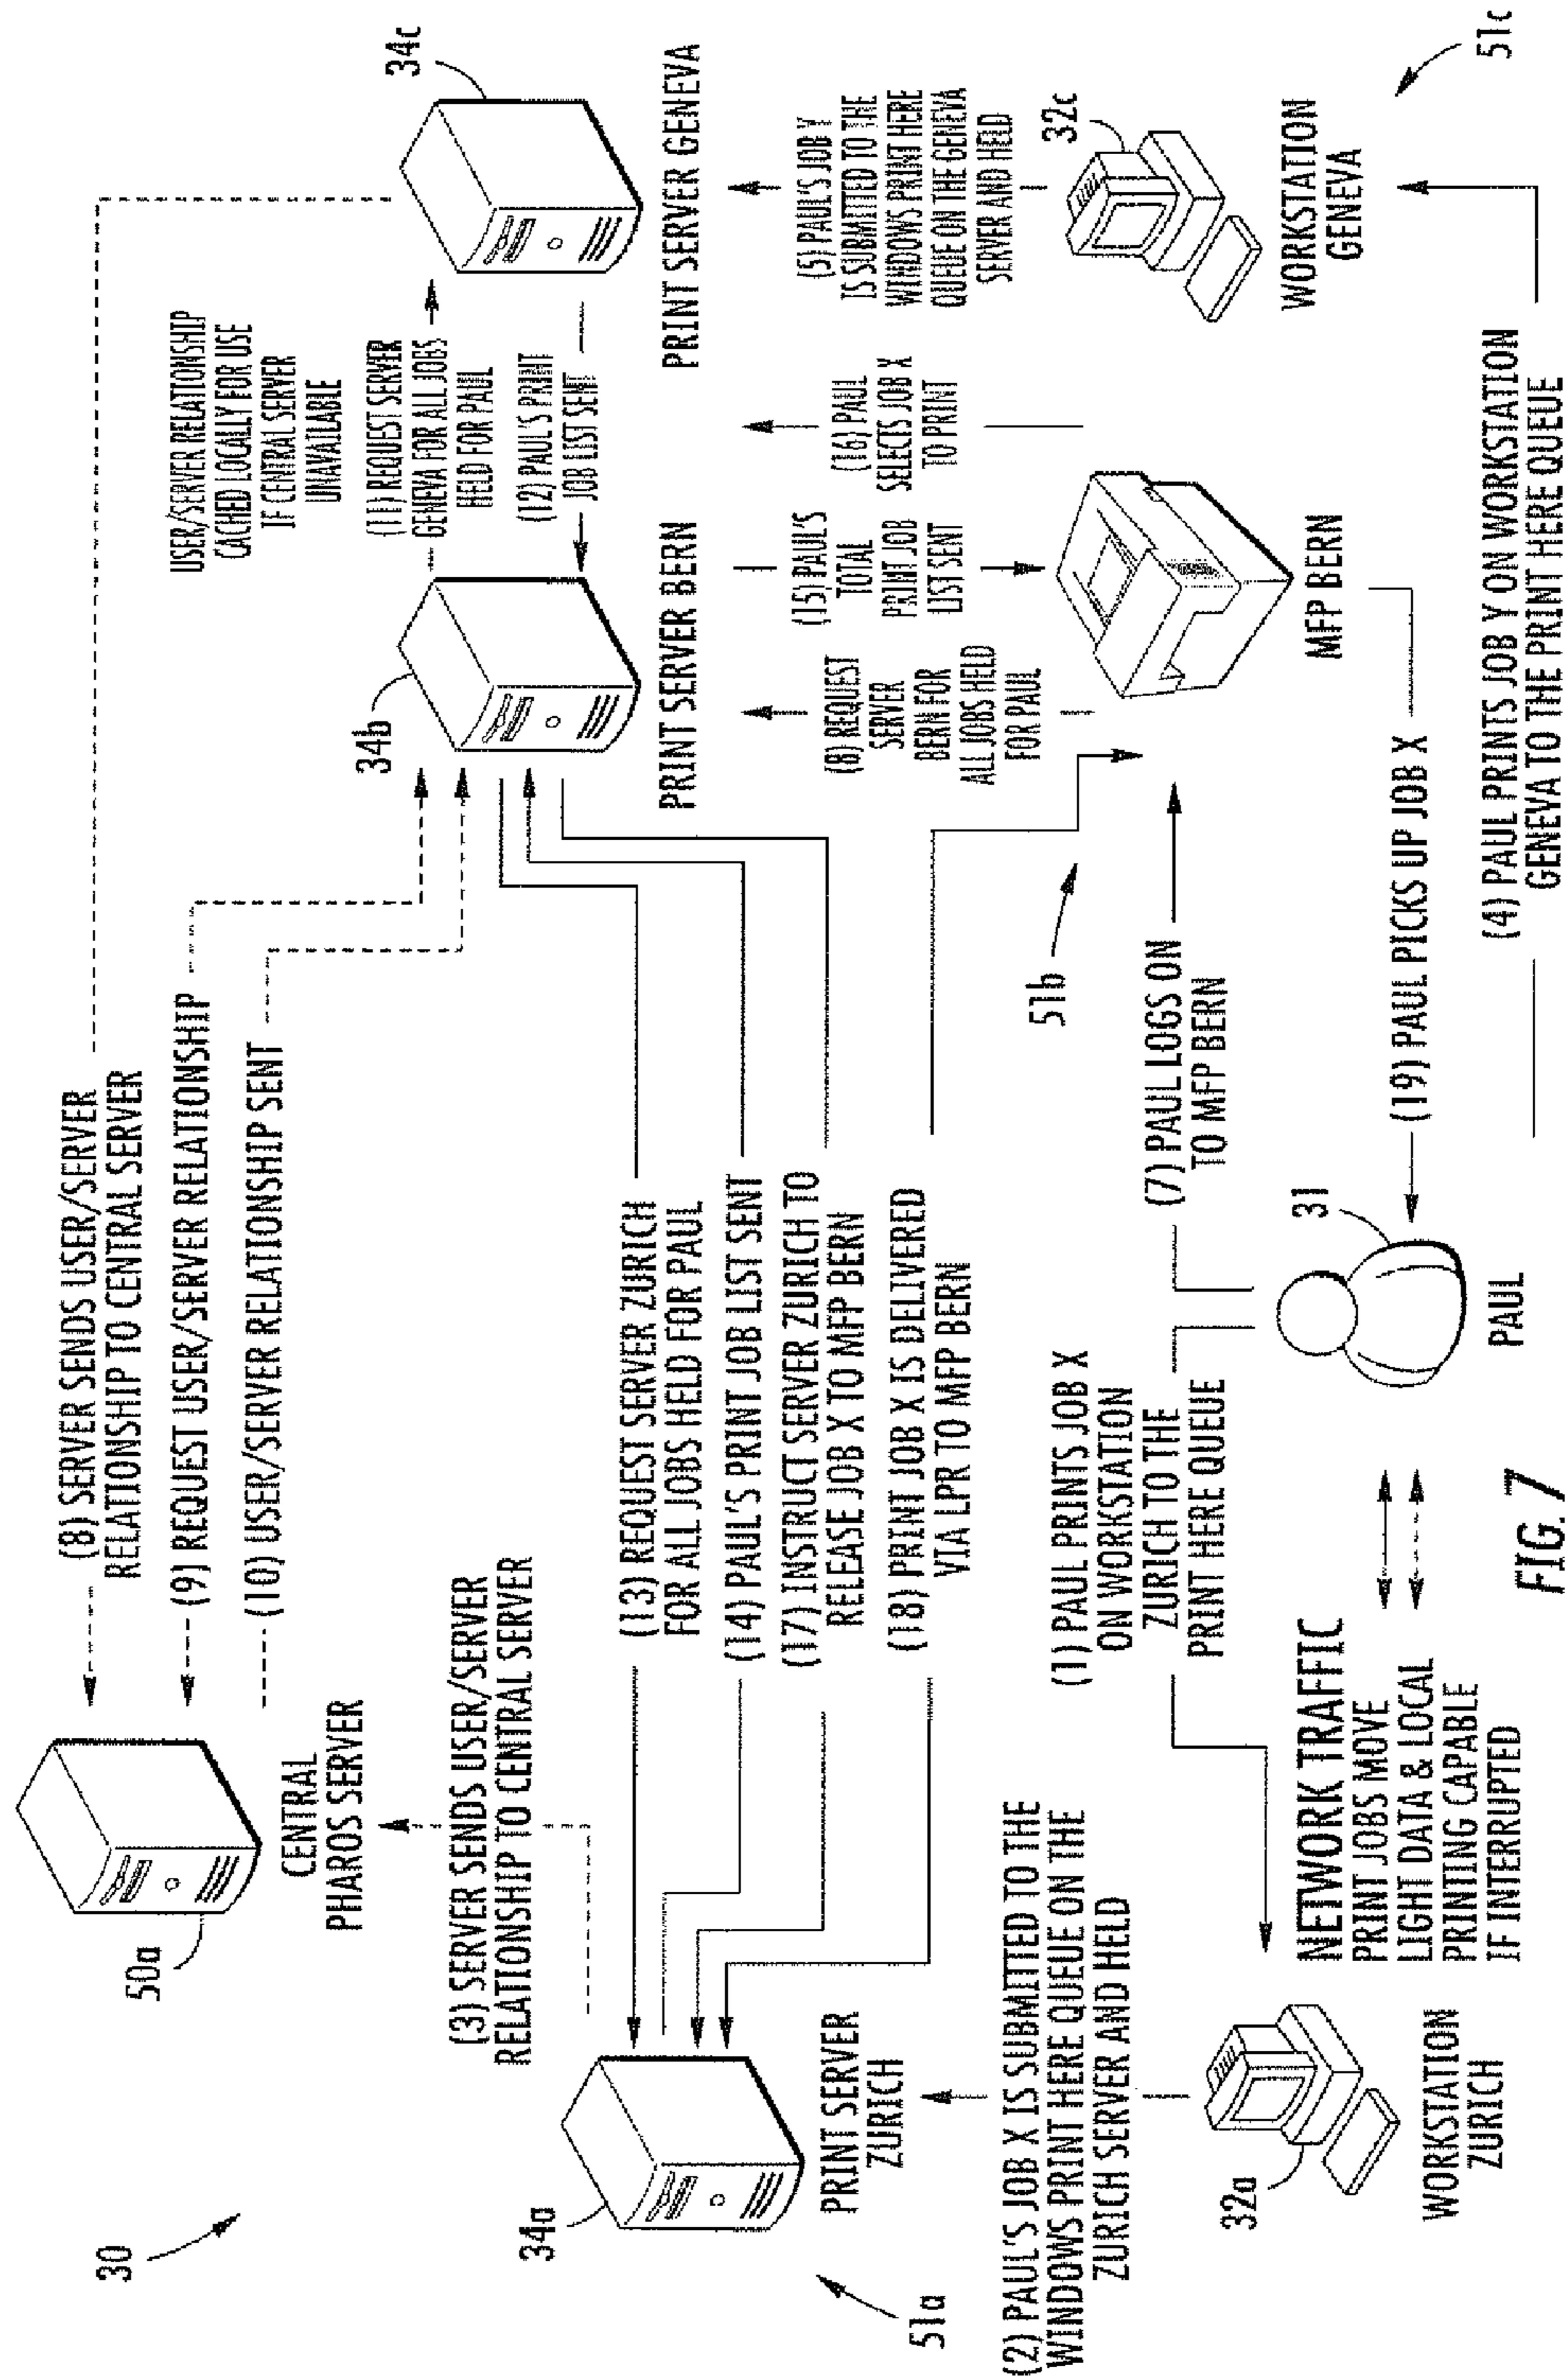 30
50a
CENTRAL
PHAROS SERVER
(8) SERVER SENDS USER/SERVER
RELATIONSHIP TO CENTRAL SERVER
(9) REQUEST USER/SERVER RELATIONSHIP
(10) USER/SERVER RELATIONSHIP SENT
USER/SERVER RELATIONSHIP
CACHED LOCALLY FOR USE
IF CENTRAL SERVER
UNAVAILABLE
(11) REQUEST SERVER
GENEVA FOR ALL JOBS
HELD FOR PAUL
(12) PAUL'S PRINT
JOB LIST SENT
34b
PRINT SERVER BERN
34c
PRINT SERVER GENEVA
(3) SERVER SENDS USER/SERVER
RELATIONSHIP TO CENTRAL SERVER
34a
PRINT SERVER
ZURICH
51a
(13) REQUEST SERVER ZURICH
FOR ALL JOBS HELD FOR PAUL
(14) PAUL'S PRINT JOB LIST SENT
(17) INSTRUCT SERVER ZURICH TO
RELEASE JOB X TO MFP BERN
(18) PRINT JOB X IS DELIVERED
VIA LPR TO MFP BERN
(8) REQUEST
SERVER
BERN FOR
ALL JOBS HELD
FOR PAUL
(15) PAUL'S
TOTAL
PRINT JOB
LIST SENT
(16) PAUL
SELECTS JOB X
TO PRINT
(5) PAUL'S JOB Y
IS SUBMITTED TO THE
WINDOWS PRINT HERE
QUEUE ON THE GENEVA
SERVER AND HELD
(2) PAUL'S JOB X IS SUBMITTED TO THE
WINDOWS PRINT HERE QUEUE ON THE
ZURICH SERVER AND HELD
32a
WORKSTATION
ZURICH
(1) PAUL PRINTS JOB X
ON WORKSTATION
ZURICH TO THE
PRINT HERE QUEUE
51b
(7) PAUL LOGS ON
TO MFP BERN
MFP BERN
32c
WORKSTATION
GENEVA
51c
31
PAUL
(19) PAUL PICKS UP JOB X
(4) PAUL PRINTS JOB Y ON WORKSTATION
GENEVA TO THE PRINT HERE QUEUE
NETWORK TRAFFIC
PRINT JOBS MOVE
LIGHT DATA & LOCAL
PRINTING CAPABLE
IF INTERRUPTED
FIG. 7